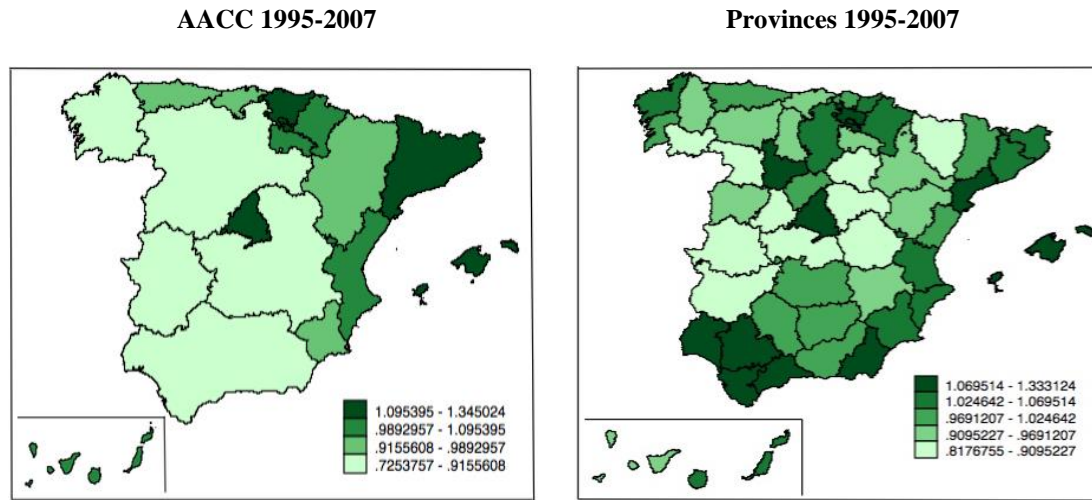 AACC 1995-2007
Provinces 1995-2007
1.095395 - 1.345024
.9892957 - 1.095395
.9155608 - .9892957
.7253757 - .9155608
1.069514 - 1.333124
1.024642 - 1.069514
.9691207 - 1.024642
.9095227 - .9691207
.8176755 - .9095227